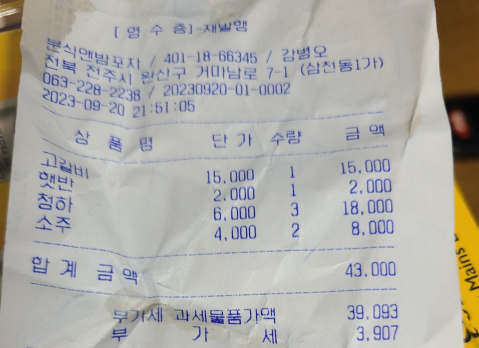 [영 수 증]-재발행
분식앤빙포차 / 401-18-66345 / 김병오
전북 전주시 완산구 거마남로 7-1 (삼천동1가)
063-228-2238 / 20230920-01-0002
2023-09-20 21:51:05
상 품 명 단 가 수량 금 액
고갈비 15,000 1 15,000
햇반 2,000 1 2,000
청하 6,000 3 18,000
소주 4,000 2 8,000
합 계 금 액 43,000
부가세 과세물품가액 39,093
부 가 세 3,907
Mains E